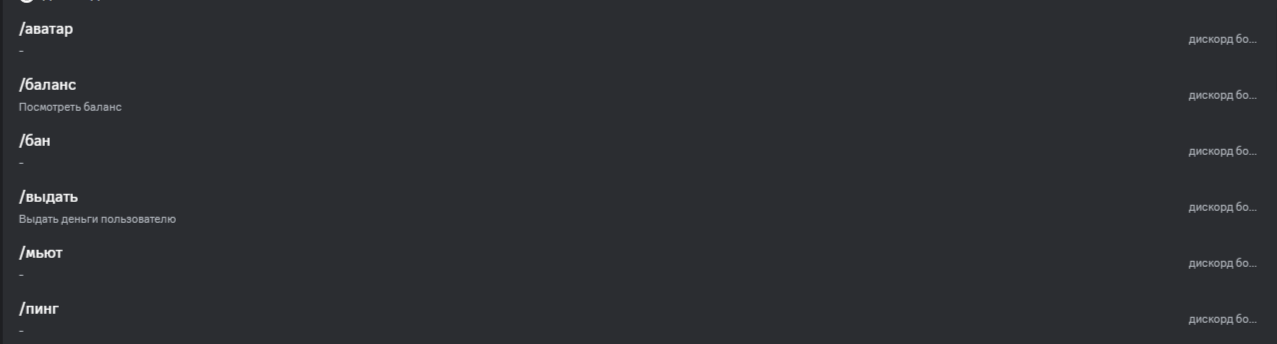 /аватар
-
дискорд бо...
/баланс
Посмотреть баланс
дискорд бо...
/бан
-
дискорд бо...
/выдать
Выдать деньги пользователю
дискорд бо...
/мьют
-
дискорд бо...
/пинг
-
дискорд бо...